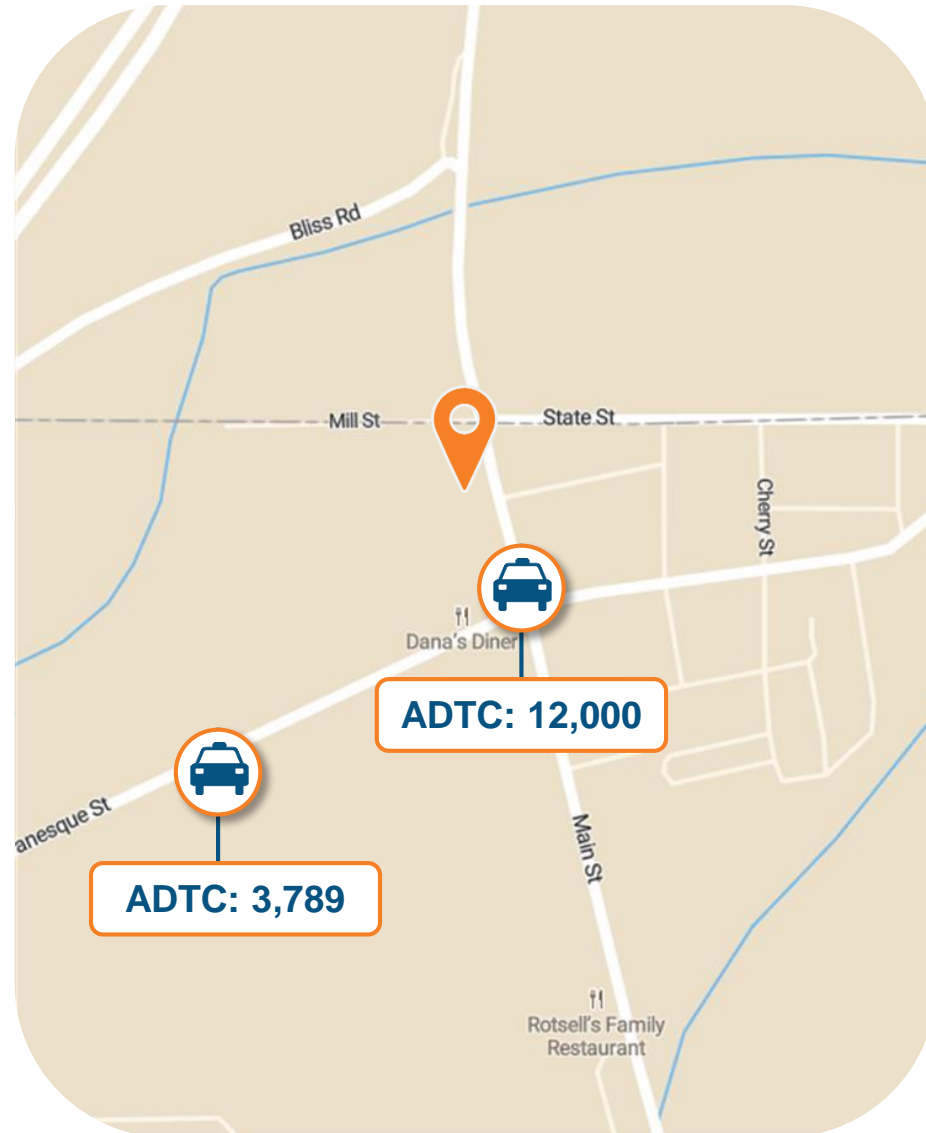 Bliss Rd
Mill St
State St
Cherry St
Dana's Diner
ADTC: 12,000
anesque St
Main St
ADTC: 3,789
Rotsell's Family
Restaurant